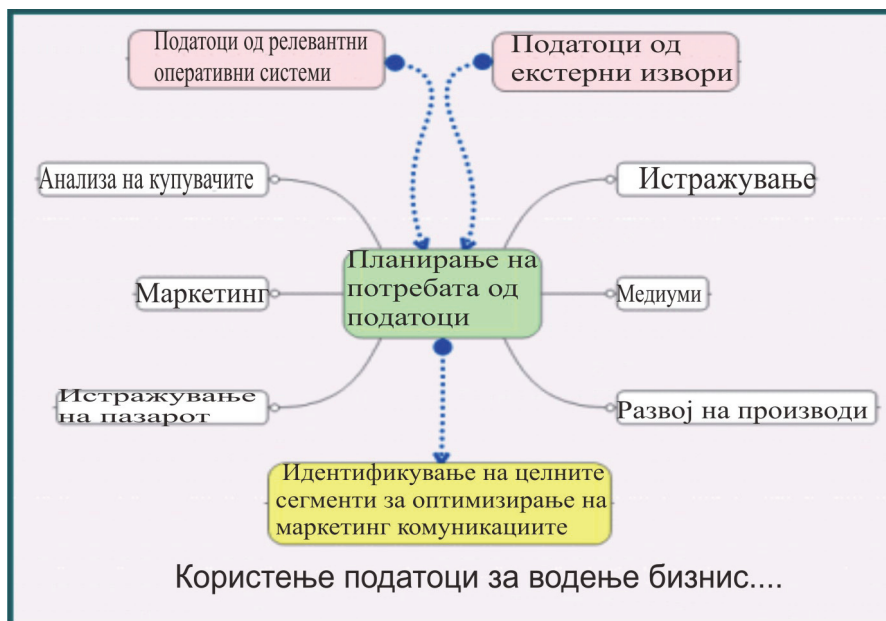 Податоци од релевантни
оперативни системи
Податоци од
екстерни извори
Анализа на купувачите
Истражување
Планирање на
потребата од
податоци
Маркетинг
Медиуми
Истражување
на пазарот
Развој на производи
Идентификување на целните
сегменти за оптимизирање на
маркетинг комуникациите
Користење податоци за водење бизнис....